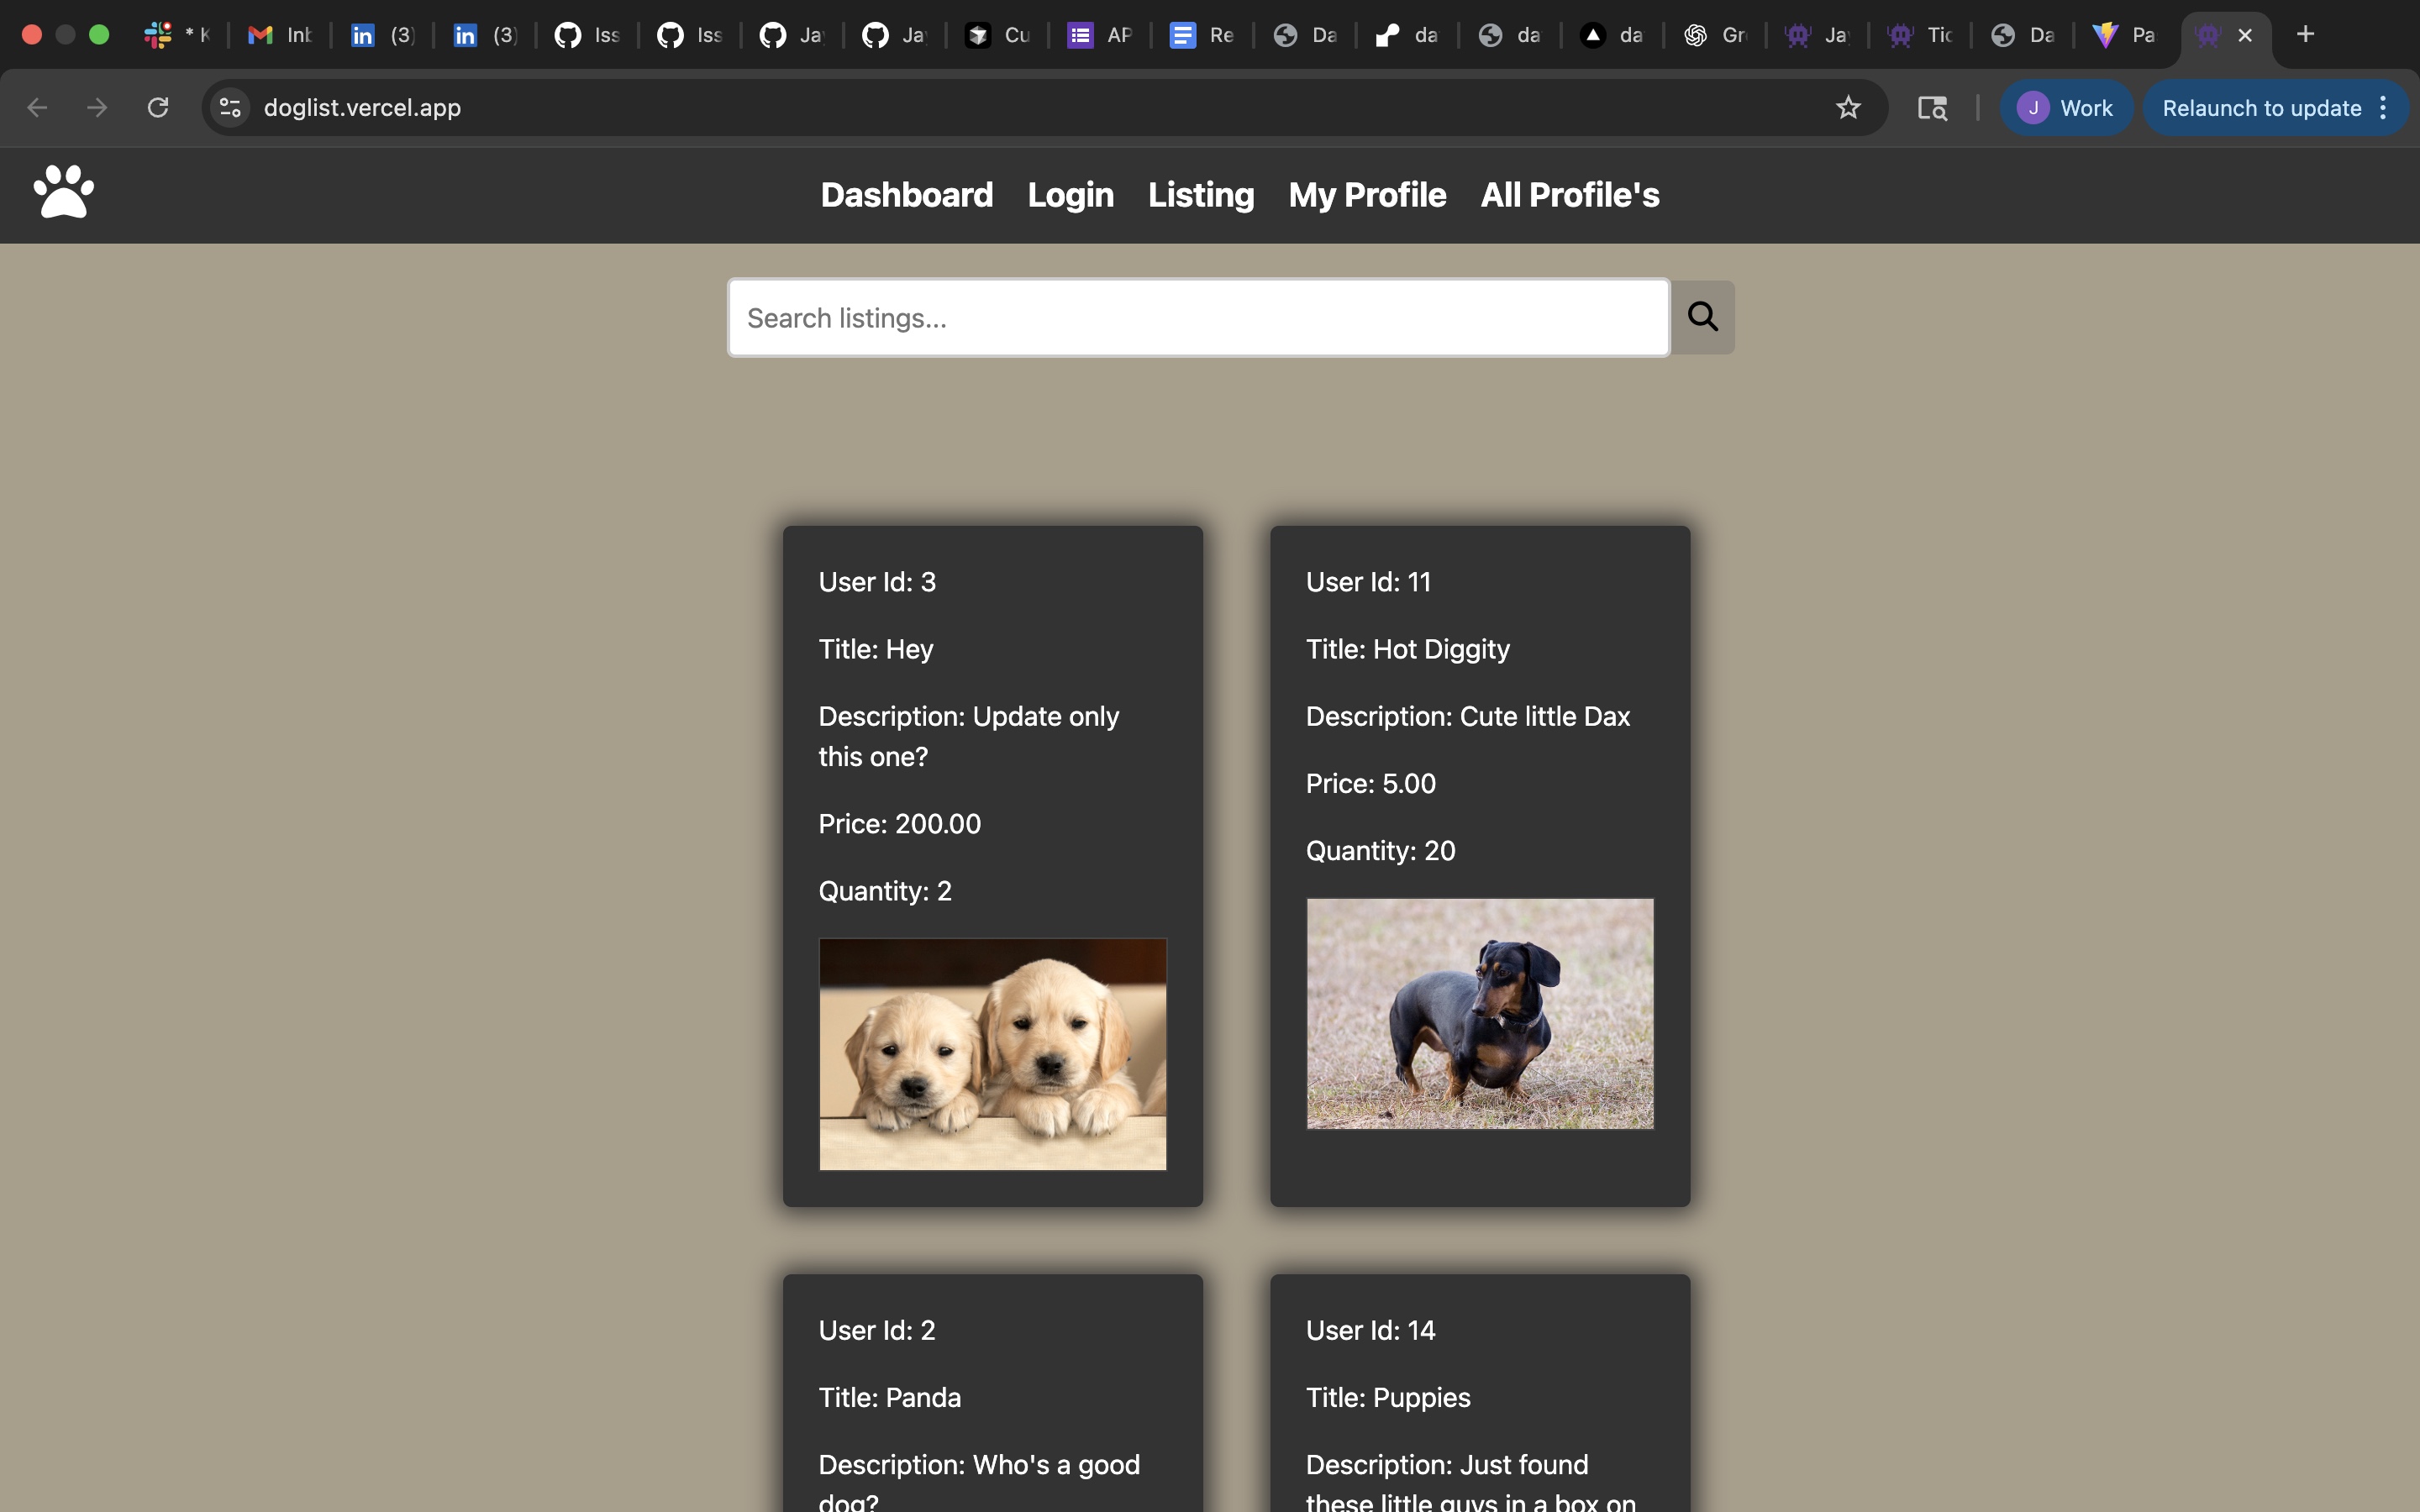 * K Inb (3) (3) Iss Iss Ja Ja Cu AP Re Da da da da Gr Ja Tic Da Pa
doglist.vercel.app
J Work Relaunch to update
Dashboard Login Listing My Profile All Profile's
Search listings...
User Id: 3
Title: Hey
Description: Update only
this one?
Price: 200.00
Quantity: 2
User Id: 11
Title: Hot Diggity
Description: Cute little Dax
Price: 5.00
Quantity: 20
User Id: 2
Title: Panda
Description: Who's a good
dog?
User Id: 14
Title: Puppies
Description: Just found
these little guys in a box on